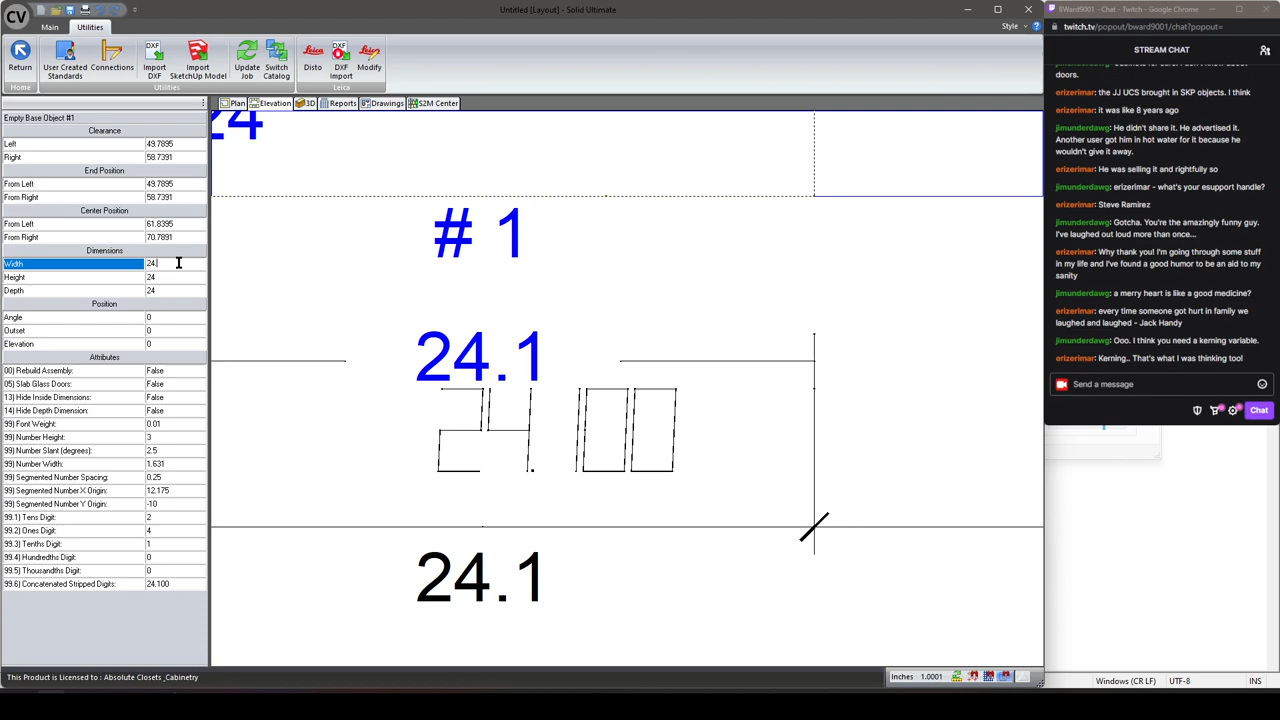 Untitled [Layout] - Solid Ultimate
BWard9001 - Chat - Twitch - Google Chrome
CV
Main
Utilities
Style
twitch.tv/popout/bward9001/chat?popout=
Return
User Created Standards
Connections
Import DXF
Import SketchUp Model
Update Job
Switch Catalog
Disto
DXF Import
Modify
Home
Utilities
Leica
Plan
Elevation
3D
Reports
Drawings
S2M Center
Empty Base Object #1
Clearance
Left 49.7895
Right 58.7391
End Position
From Left 49.7895
From Right 58.7391
Center Position
From Left 61.8395
From Right 70.7891
Dimensions
Width 24.
Height 24
Depth 24
Position
Angle 0
Outset 0
Elevation 0
Attributes
00) Rebuild Assembly: False
05) Slab Glass Doors: False
13) Hide Inside Dimensions: False
14) Hide Depth Dimension: False
99) Font Weight: 0.01
99) Number Height: 3
99) Number Slant (degrees): 2.5
99) Number Width: 1.631
99) Segmented Number Spacing: 0.25
99) Segmented Number X Origin: 12.175
99) Segmented Number Y Origin: -10
99.1) Tens Digit: 2
99.2) Ones Digit: 4
99.3) Tenths Digit: 1
99.4) Hundredths Digit: 0
99.5) Thousandths Digit: 0
99.6) Concatenated Stripped Digits: 24.100
24
# 1
24.1
24.100
24.1
STREAM CHAT
doors.
erizerimar: the JJ UCS brought in SKP objects. I think
erizerimar: it was like 8 years ago
jimunderdawg: He didn't share it. He advertised it.
Another user got him in hot water for it because he
wouldn't give it away.
erizerimar: He was selling it and rightfully so
jimunderdawg: erizerimar - what's your esupport handle?
erizerimar: Steve Ramirez
jimunderdawg: Gotcha. You're the amazingly funny guy.
I've laughed out loud more than once...
erizerimar: Why thank you! I'm going through some stuff
in my life and I've found a good humor to be an aid to my
sanity
jimunderdawg: a merry heart is like a good medicine?
erizerimar: every time someone got hurt in family we
laughed and laughed - Jack Handy
jimunderdawg: Ooo. I think you need a kerning variable.
erizerimar: Kerning.. That's what I was thinking too!
Send a message
Chat
This Product is Licensed to : Absolute Closets _Cabinetry
Inches
1.0001
Windows (CR LF)
UTF-8
INS